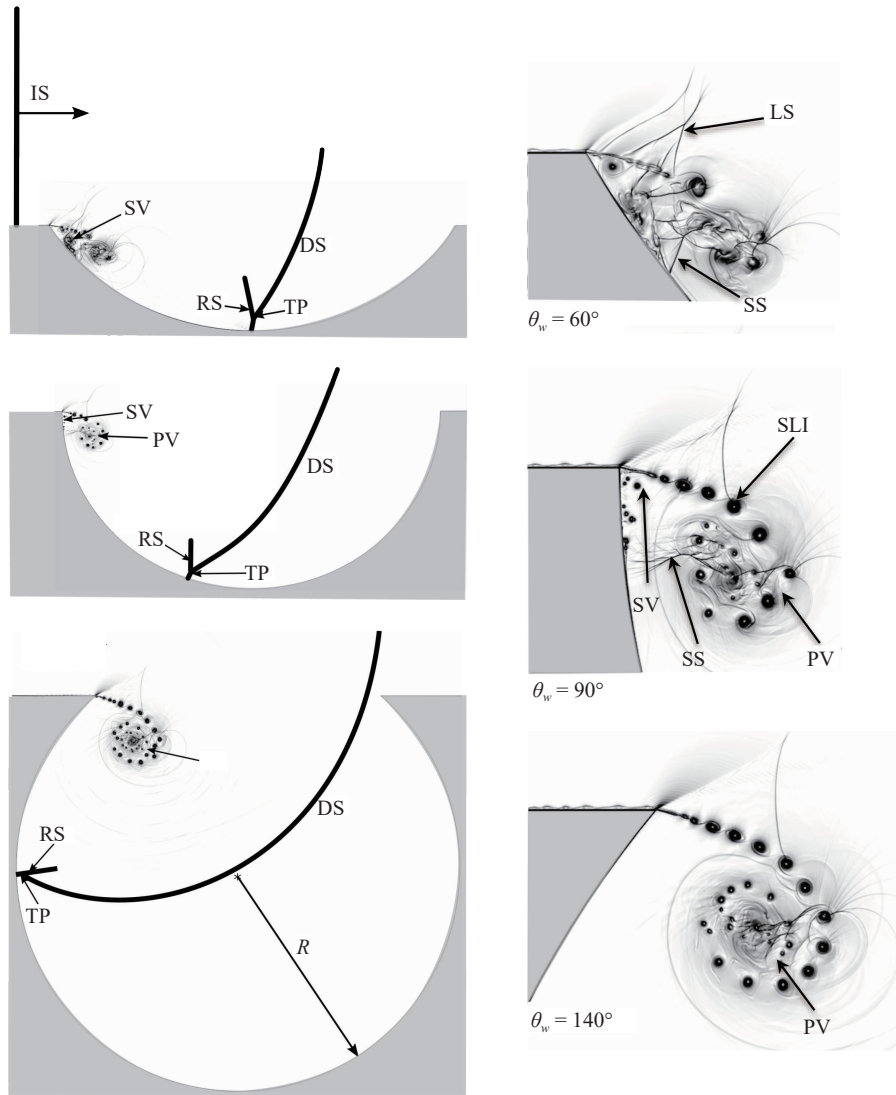 IS
SV
DS
RS
TP
LS
SS
θw = 60°
SV
PV
DS
RS
TP
SLI
SV
SS
PV
θw = 90°
DS
RS
TP
R
PV
θw = 140°